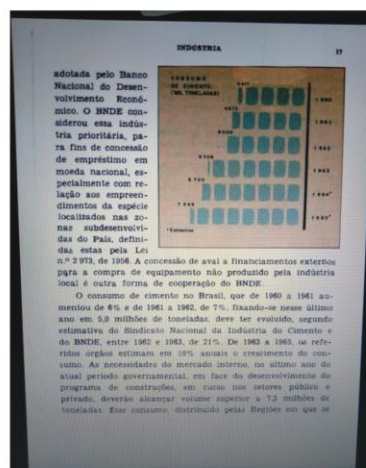 INDÚSTRIA 17
adotada pelo Banco
Nacional do Desen-
volvimento Econô-
mico. O BNDE con-
siderou essa indús-
tria prioritária, pa-
ra fins de concessão
de empréstimo em
moeda nacional, es-
pecialmente com re-
lação aos empreen-
dimentos da espécie
localizados nas zo-
nas subdesenvolvi-
das do País, defini-
das estas pela Lei
CONSUMO
DE CIMENTO
(MIL TONELADAS)
1960
1961
1962
1963
1964*
1965*
* Estimativa
n.º 2 973, de 1956. A concessão de aval a financiamentos externos
para a compra de equipamento não produzido pela indústria
local é outra forma de cooperação do BNDE.
O consumo de cimento no Brasil, que de 1960 a 1961 au-
mentou de 6% e de 1961 a 1962, de 7%, fixando-se nesse último
ano em 5,0 milhões de toneladas, deve ter evoluído, segundo
estimativa do Sindicato Nacional da Indústria do Cimento e
do BNDE, entre 1962 e 1963, de 21%. De 1963 a 1965, os refe-
ridos órgãos estimam em 10% anuais o crescimento do con-
sumo. As necessidades do mercado interno, no último ano do
atual período governamental, em face do desenvolvimento do
programa de construções, em curso nos setores público e
privado, deverão alcançar volume superior a 7,3 milhões de
toneladas. Esse consumo, distribuído pelas Regiões em que se